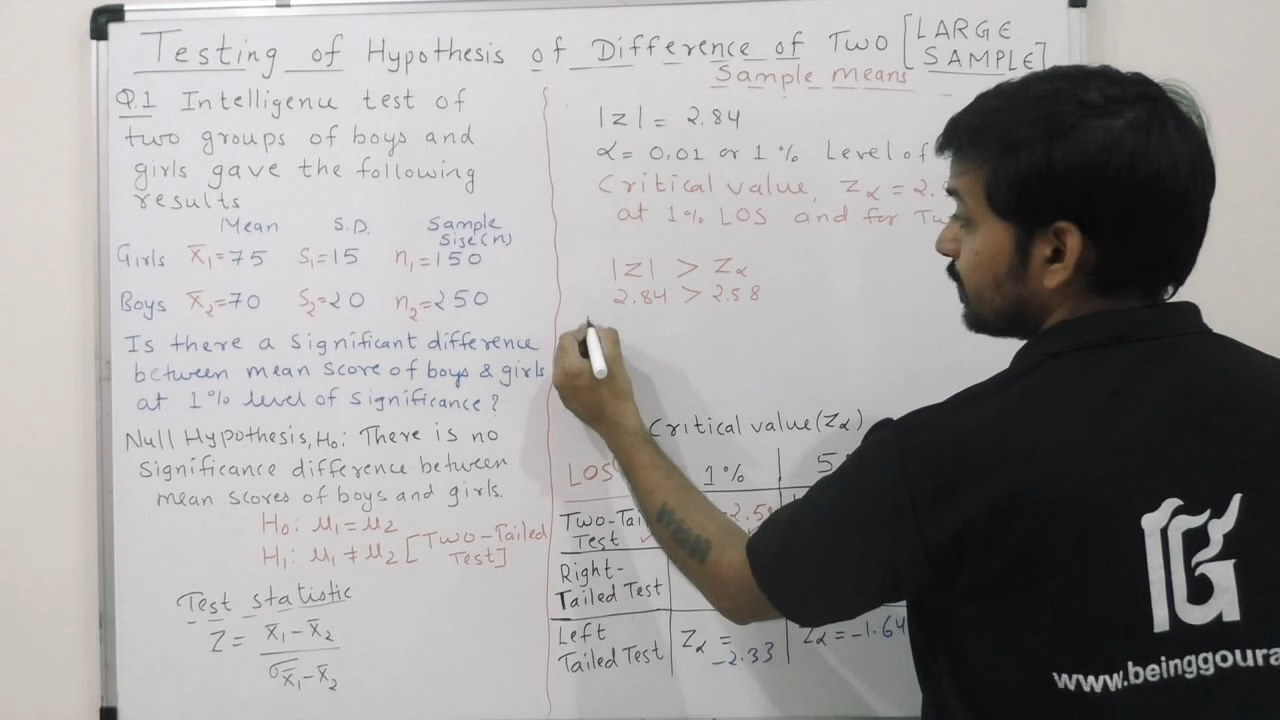 Testing of Hypothesis of Difference of Two [LARGE
SAMPLE]
Sample means
Q.1 Intelligence test of
two groups of boys and
girls gave the following
results
Mean S.D. Sample
Size(n)
Girls x̄₁=75 S₁=15 n₁=150
Boys x̄₂=70 S₂=20 n₂=250
Is there a significant difference
between mean score of boys & girls
at 1% level of significance?
Null Hypothesis, H₀: There is no
significance difference between
mean scores of boys and girls.
H₀: μ₁=μ₂
H₁: μ₁≠μ₂ [Two-Tailed
Test]
Test statistic
Z = x̄₁-x̄₂
σx̄₁-x̄₂
|z| = 2.84
α= 0.01 or 1% Level of
Critical value, Zα = 2.
at 1% LOS and for
|Z| > Zα
2.84 > 2.58
Critical value(Zα)
LOS 1% 5
Two-Tai
Test
Right-
Tailed Test
Left
Tailed Test Zα = -2.33 Zα = -1.64
www.beinggoura